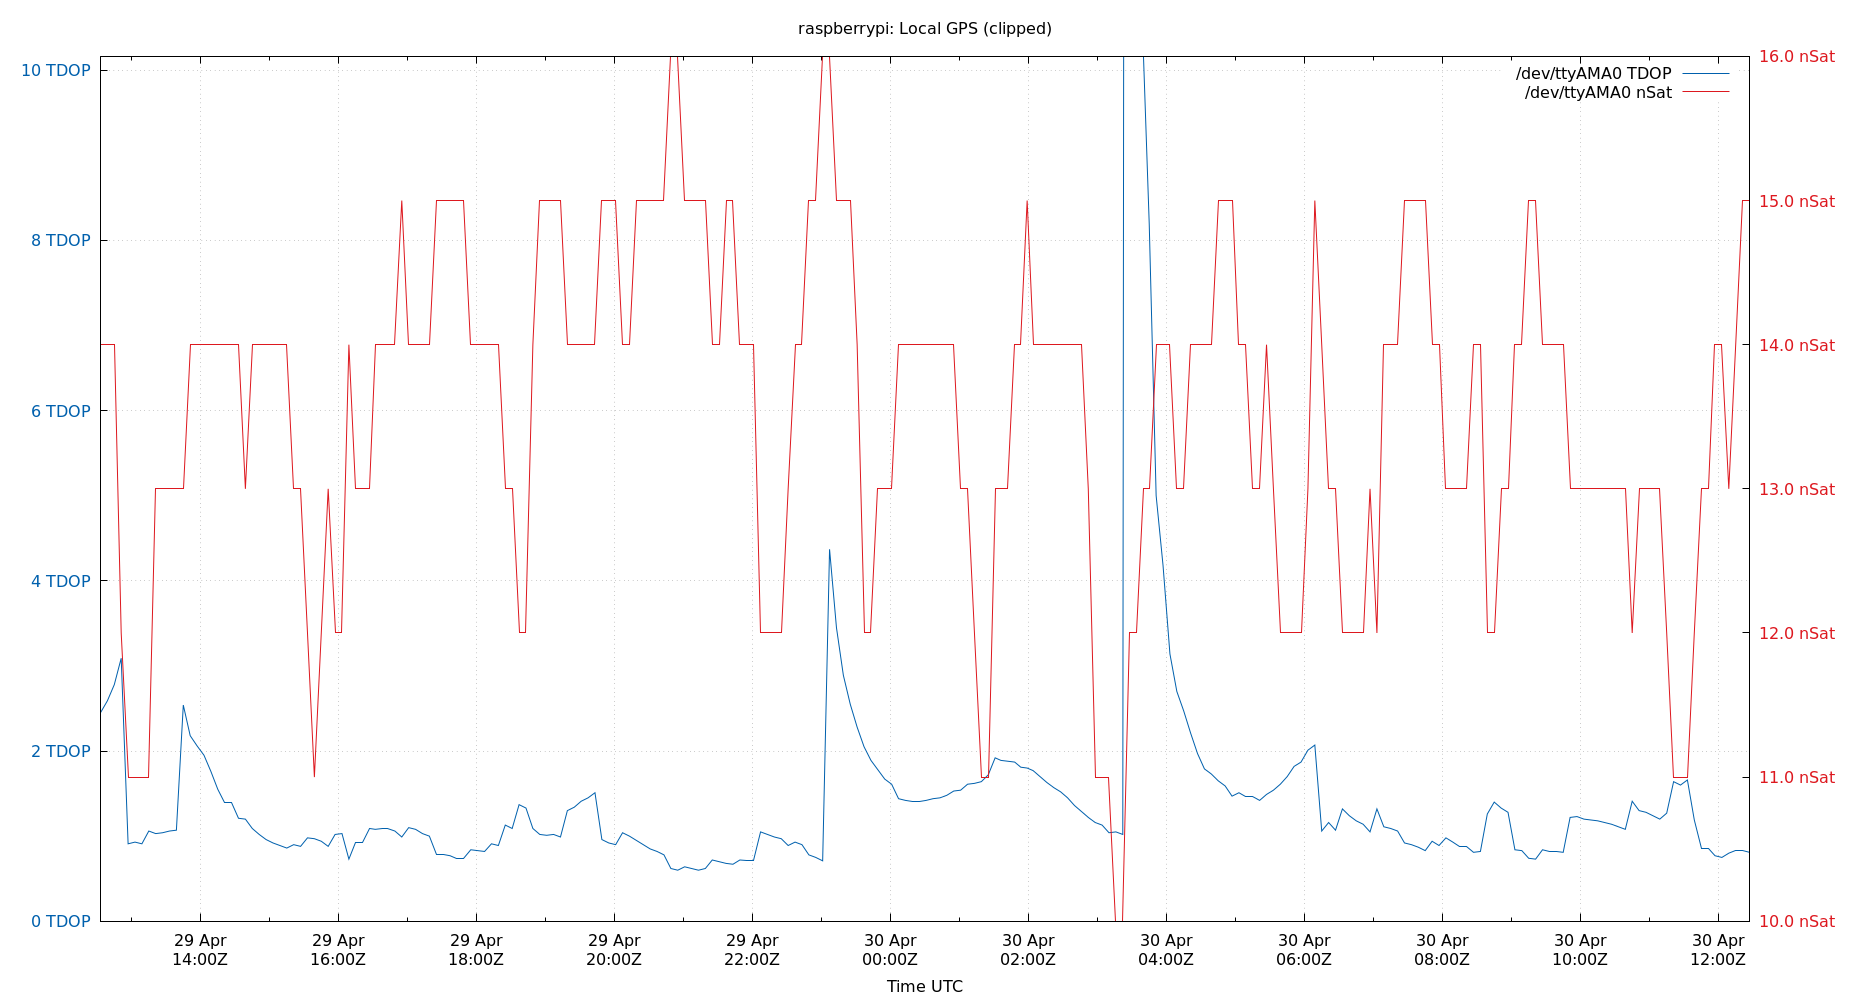 raspberrypi: Local GPS (clipped)
10 TDOP
8 TDOP
6 TDOP
4 TDOP
2 TDOP
0 TDOP
16.0 nSat
15.0 nSat
14.0 nSat
13.0 nSat
12.0 nSat
11.0 nSat
10.0 nSat
/dev/ttyAMA0 TDOP
/dev/ttyAMA0 nSat
29 Apr 29 Apr 29 Apr 29 Apr 29 Apr 30 Apr 30 Apr 30 Apr 30 Apr 30 Apr 30 Apr 30 Apr
14:00Z 16:00Z 18:00Z 20:00Z 22:00Z 00:00Z 02:00Z 04:00Z 06:00Z 08:00Z 10:00Z 12:00Z
Time UTC